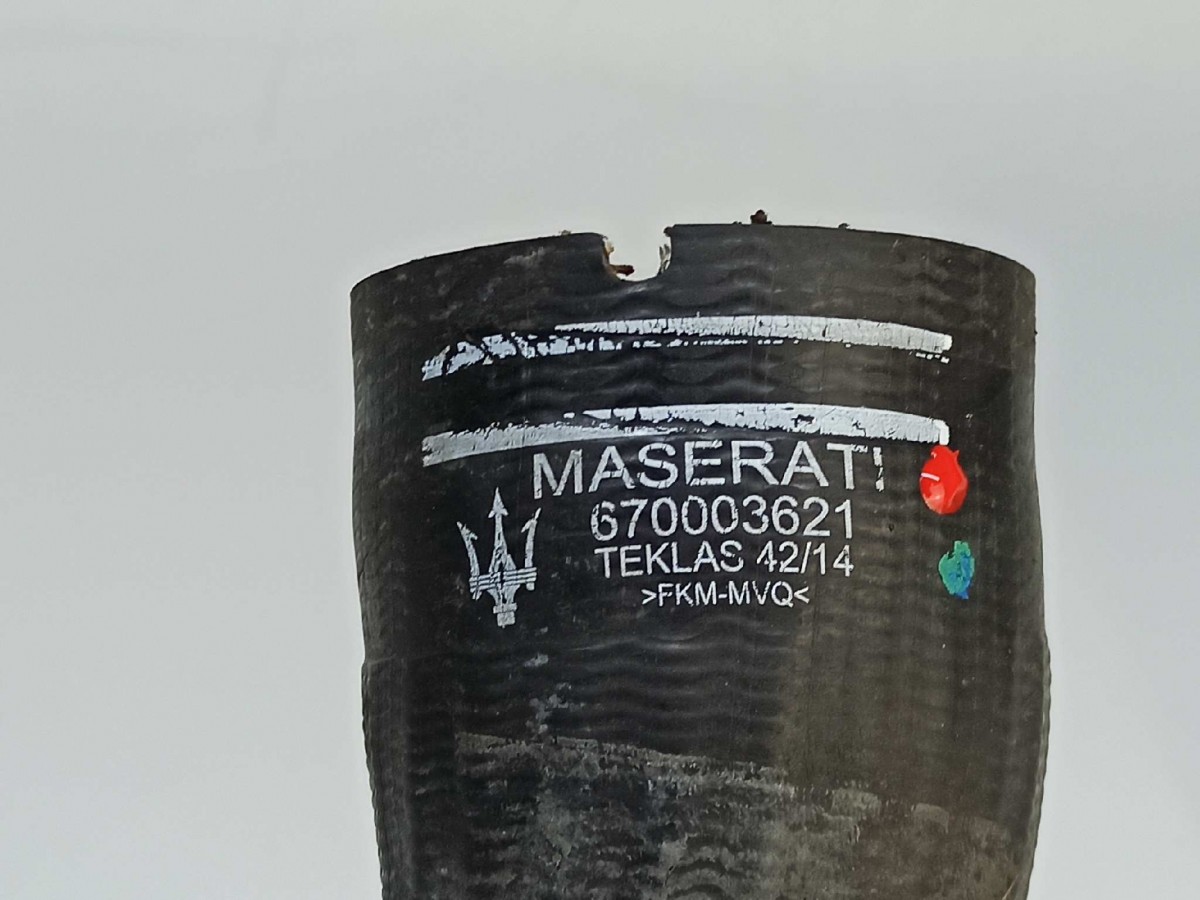 MASERATI
670003621
TEKLAS 42/14
>FKM-MVQ<